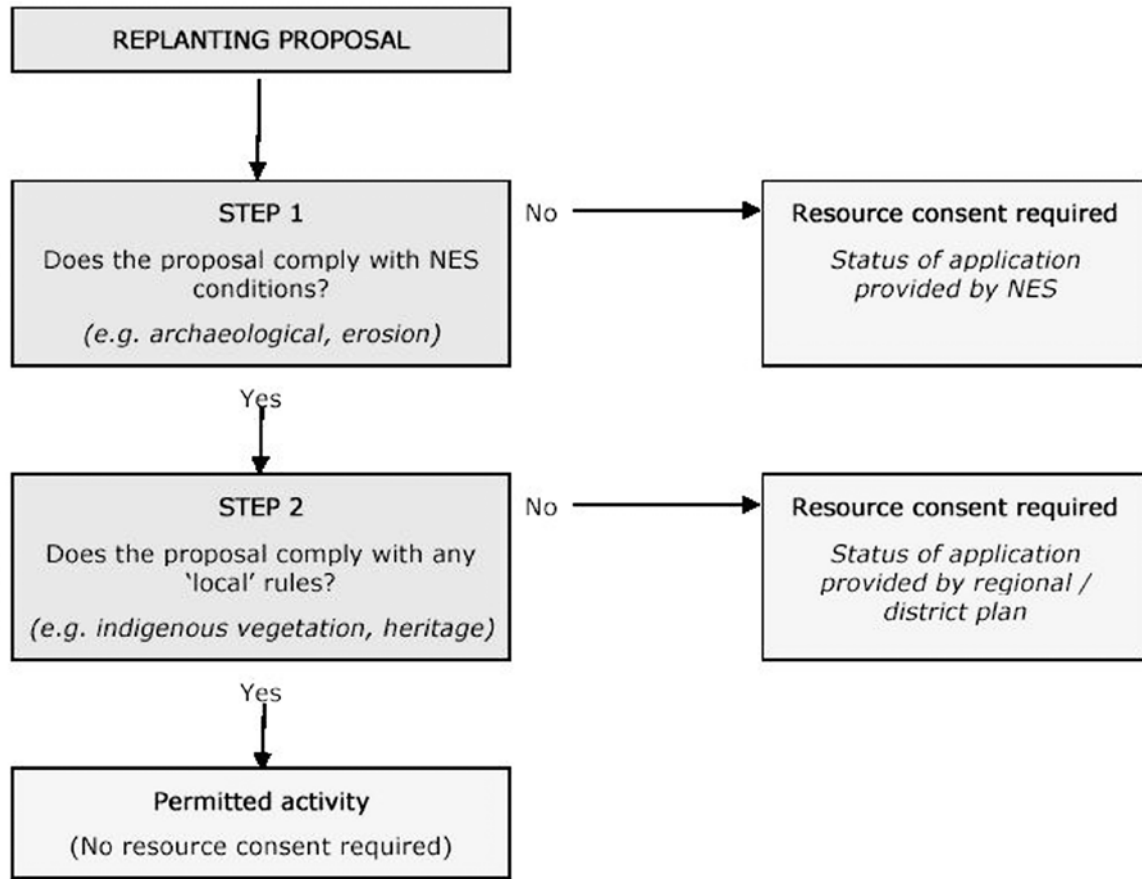 REPLANTING PROPOSAL
STEP 1
Does the proposal comply with NES
conditions?
(e.g. archaeological, erosion)
No
Resource consent required
Status of application
provided by NES
Yes
STEP 2
Does the proposal comply with any
‘local’ rules?
(e.g. indigenous vegetation, heritage)
No
Resource consent required
Status of application
provided by regional /
district plan
Yes
Permitted activity
(No resource consent required)